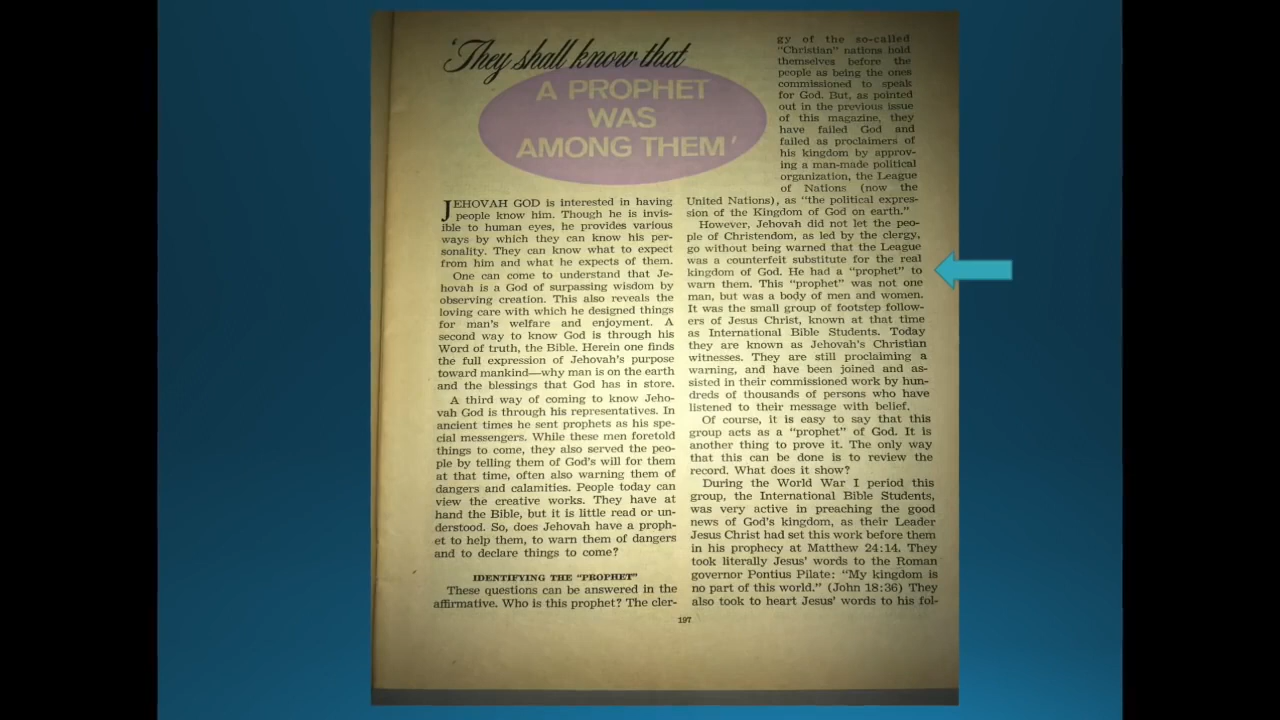 'They shall know that
A PROPHET
WAS
AMONG THEM'
JEHOVAH GOD is interested in having
people know him. Though he is invis-
ible to human eyes, he provides various
ways by which they can know his per-
sonality. They can know what to expect
from him and what he expects of them.
One can come to understand that Je-
hovah is a God of surpassing wisdom by
observing creation. This also reveals the
loving care with which he designed things
for man's welfare and enjoyment. A
second way to know God is through his
Word of truth, the Bible. Herein one finds
the full expression of Jehovah's purpose
toward mankind—why man is on the earth
and the blessings that God has in store.
A third way of coming to know Jeho-
vah God is through his representatives. In
ancient times he sent prophets as his spe-
cial messengers. While these men foretold
things to come, they also served the peo-
ple by telling them of God's will for them
at that time, often also warning them of
dangers and calamities. People today can
view the creative works. They have at
hand the Bible, but it is little read or un-
derstood. So, does Jehovah have a proph-
et to help them, to warn them of dangers
and to declare things to come?
IDENTIFYING THE "PROPHET"
These questions can be answered in the
affirmative. Who is this prophet? The cler-
gy of the so-called
"Christian" nations hold
themselves before the
people as being the ones
commissioned to speak
for God. But, as pointed
out in the previous issue
of this magazine, they
have failed God and
failed as proclaimers of
his kingdom by approv-
ing a man-made political
organization, the League
of Nations (now the
United Nations), as "the political expres-
sion of the Kingdom of God on earth."
However, Jehovah did not let the peo-
ple of Christendom, as led by the clergy,
go without being warned that the League
was a counterfeit substitute for the real
kingdom of God. He had a "prophet" to
warn them. This "prophet" was not one
man, but was a body of men and women.
It was the small group of footstep follow-
ers of Jesus Christ, known at that time
as International Bible Students. Today
they are known as Jehovah's Christian
witnesses. They are still proclaiming a
warning, and have been joined and as-
sisted in their commissioned work by hun-
dreds of thousands of persons who have
listened to their message with belief.
Of course, it is easy to say that this
group acts as a "prophet" of God. It is
another thing to prove it. The only way
that this can be done is to review the
record. What does it show?
During the World War I period this
group, the International Bible Students,
was very active in preaching the good
news of God's kingdom, as their Leader
Jesus Christ had set this work before them
in his prophecy at Matthew 24:14. They
took literally Jesus' words to the Roman
governor Pontius Pilate: "My kingdom is
no part of this world." (John 18:36) They
also took to heart Jesus' words to his fol-
197